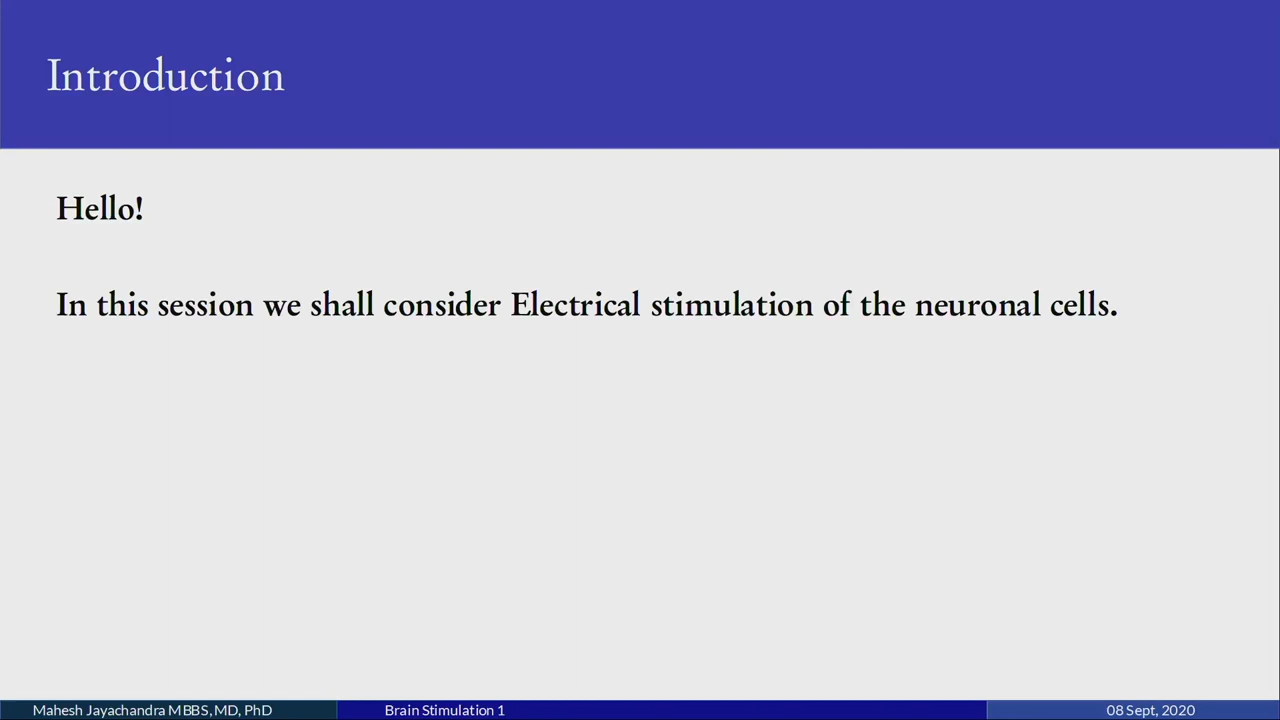 Introduction
Hello!
In this session we shall consider Electrical stimulation of the neuronal cells.
Mahesh Jayachandra MBBS, MD, PhD
Brain Stimulation 1
08 Sept, 2020